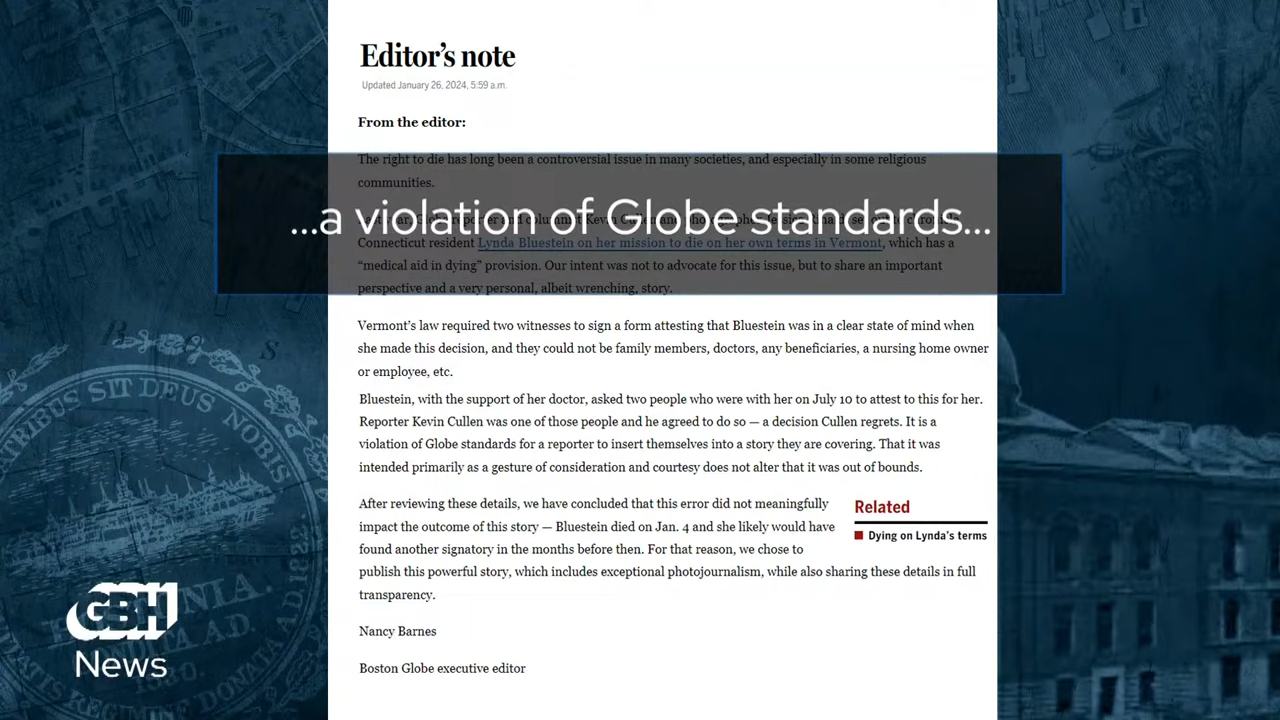 Editor's note
Updated January 26, 2024, 5:59 a.m.
From the editor:
The right to die has long been a controversial issue in many societies, and especially in some religious
communities.
...a violation of Globe standards...
Connecticut resident Lynda Bluestein on her mission to die on her own terms in Vermont, which has a
“medical aid in dying” provision. Our intent was not to advocate for this issue, but to share an important
perspective and a very personal, albeit wrenching, story.
Vermont’s law required two witnesses to sign a form attesting that Bluestein was in a clear state of mind when
she made this decision, and they could not be family members, doctors, any beneficiaries, a nursing home owner
or employee, etc.
Bluestein, with the support of her doctor, asked two people who were with her on July 10 to attest to this for her.
Reporter Kevin Cullen was one of those people and he agreed to do so — a decision Cullen regrets. It is a
violation of Globe standards for a reporter to insert themselves into a story they are covering. That it was
intended primarily as a gesture of consideration and courtesy does not alter that it was out of bounds.
After reviewing these details, we have concluded that this error did not meaningfully
impact the outcome of this story — Bluestein died on Jan. 4 and she likely would have
found another signatory in the months before then. For that reason, we chose to
publish this powerful story, which includes exceptional photojournalism, while also sharing these details in full
transparency.
Related
Dying on Lynda's terms
Nancy Barnes
Boston Globe executive editor
GBH
News
TRIBUS SIT DEUS NOBIS